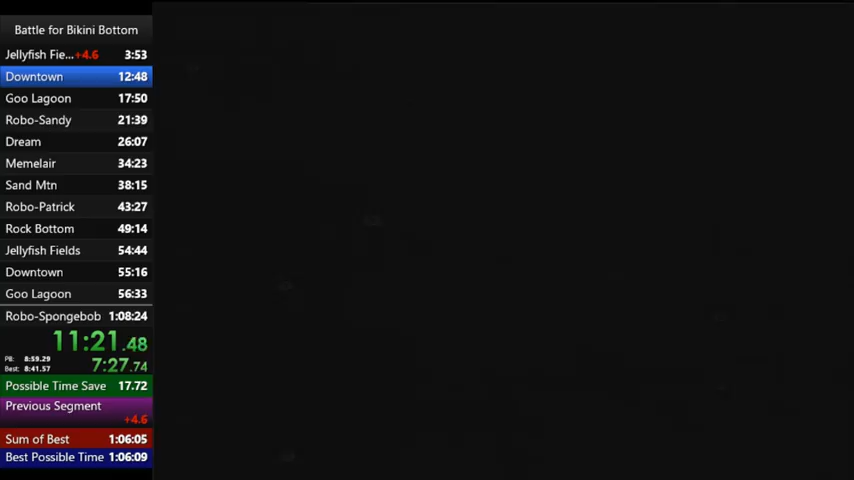 Battle for Bikini Bottom
Jellyfish Fie... +4.6 3:53
Downtown 12:48
Goo Lagoon 17:50
Robo-Sandy 21:39
Dream 26:07
Memelair 34:23
Sand Mtn 38:15
Robo-Patrick 43:27
Rock Bottom 49:14
Jellyfish Fields 54:44
Downtown 55:16
Goo Lagoon 56:33
Robo-Spongebob 1:08:24
11:21.48
PB: 8:59.29
Best: 8:41.57
7:27.74
Possible Time Save 17.72
Previous Segment
+4.6
Sum of Best 1:06:05
Best Possible Time 1:06:09